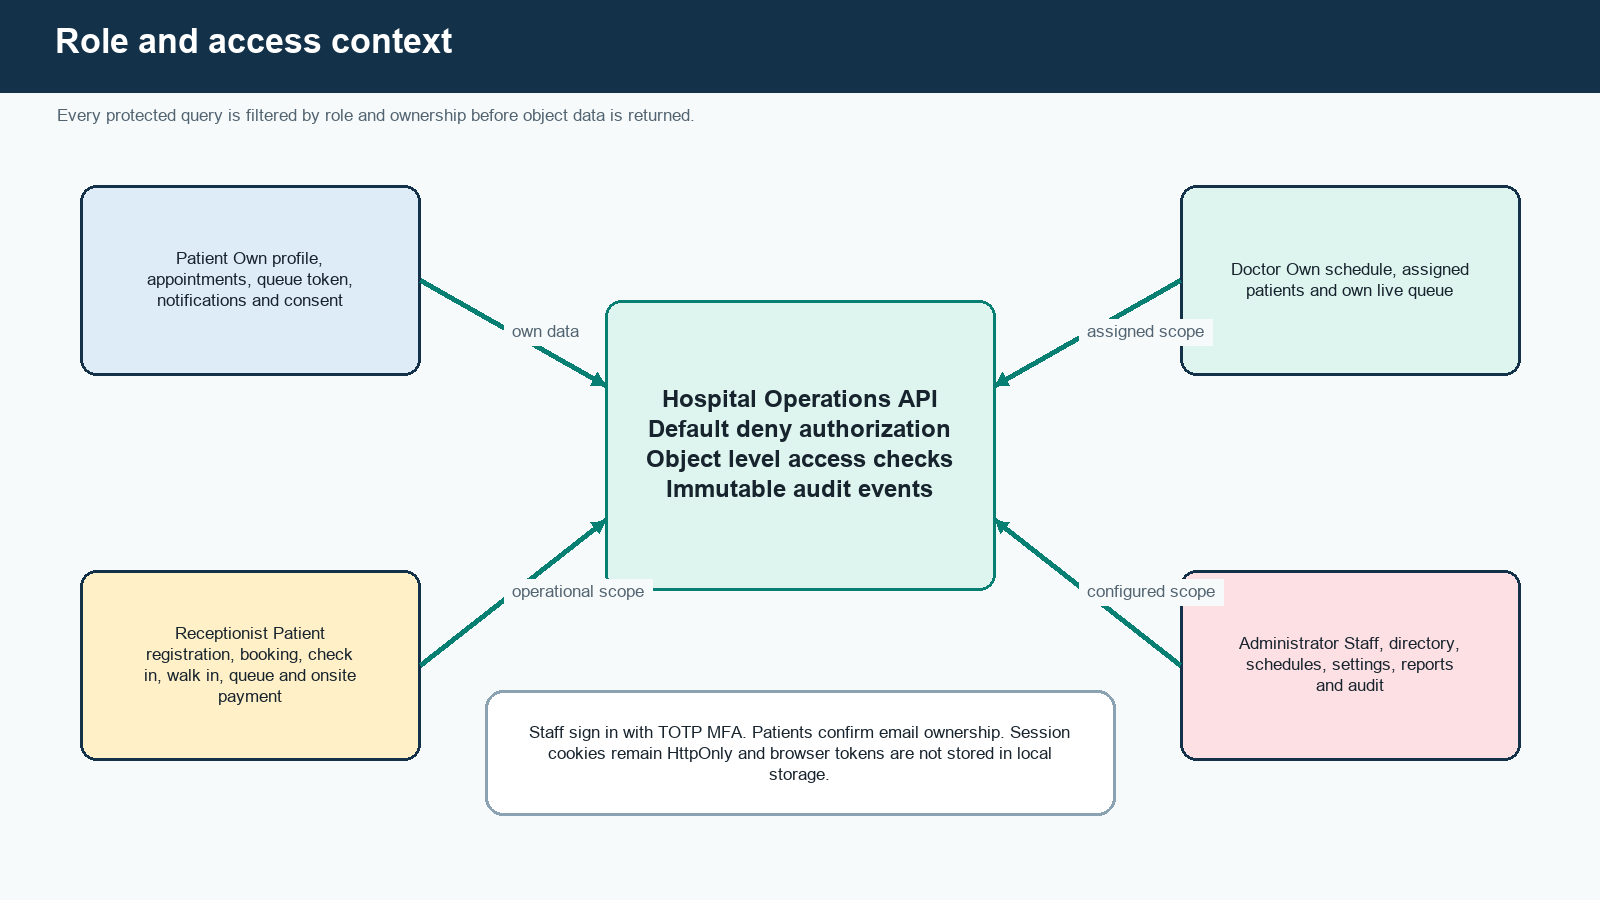 Role and access context
Every protected query is filtered by role and ownership before object data is returned.
Patient Own profile,
appointments, queue token,
notifications and consent
own data
Doctor Own schedule, assigned
patients and own live queue
assigned scope
Hospital Operations API
Default deny authorization
Object level access checks
Immutable audit events
operational scope
configured scope
Receptionist Patient
registration, booking, check
in, walk in, queue and onsite
payment
Administrator Staff, directory,
schedules, settings, reports
and audit
Staff sign in with TOTP MFA. Patients confirm email ownership. Session
cookies remain HttpOnly and browser tokens are not stored in local
storage.